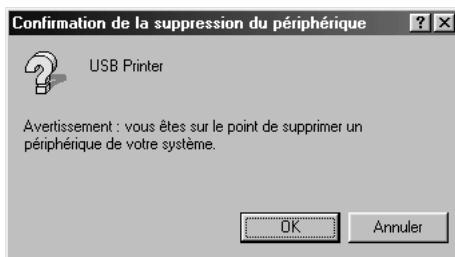 Confirmation de la suppression du périphérique
USB Printer
Avertissement : vous êtes sur le point de supprimer un
périphérique de votre système.
OK
Annuler